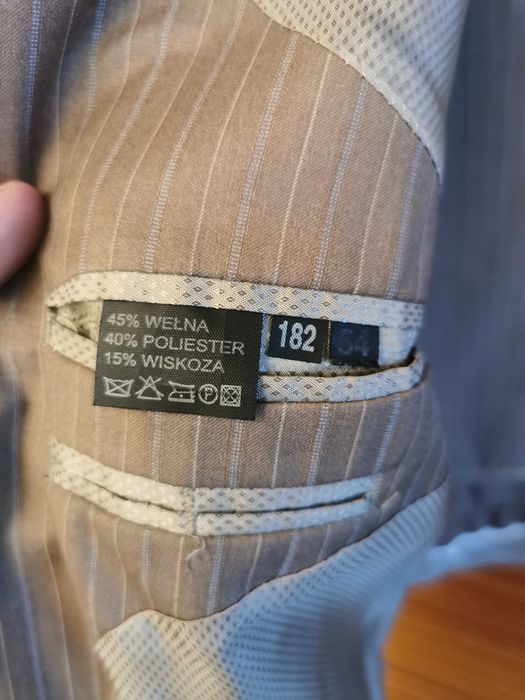 45% WEŁNA
40% POLIESTER
15% WISKOZA
P
182
54